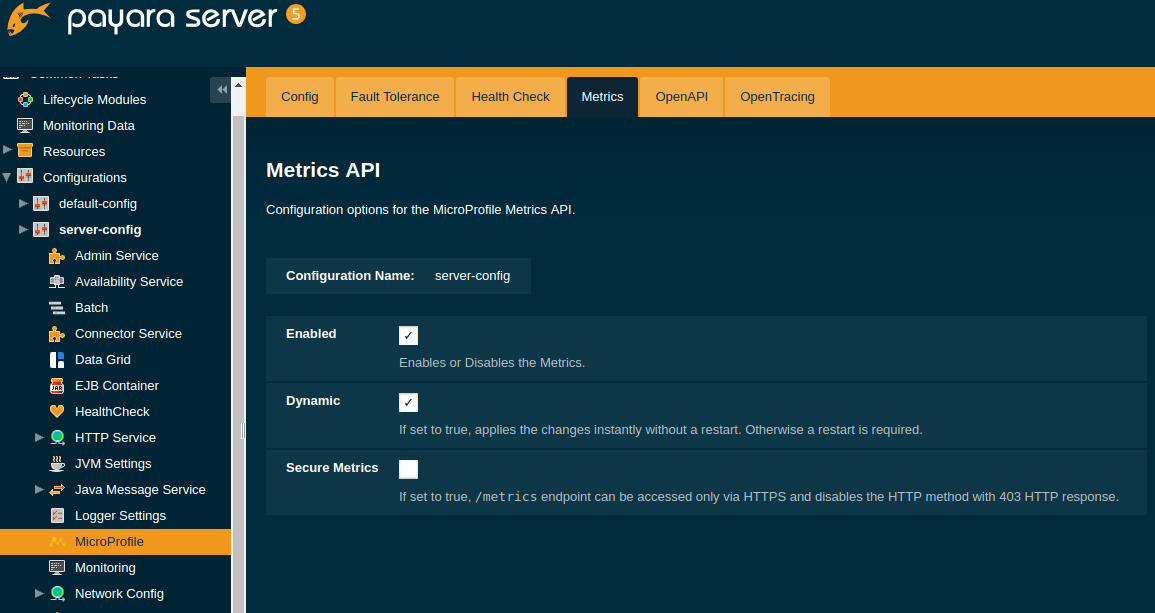 payara server 5
Common Tasks
Lifecycle Modules
Monitoring Data
Resources
Configurations
default-config
server-config
Admin Service
Availability Service
Batch
Connector Service
Data Grid
EJB Container
HealthCheck
HTTP Service
JVM Settings
Java Message Service
Logger Settings
MicroProfile
Monitoring
Network Config
Config
Fault Tolerance
Health Check
Metrics
OpenAPI
OpenTracing
Metrics API
Configuration options for the MicroProfile Metrics API.
Configuration Name: server-config
Enabled
Enables or Disables the Metrics.
Dynamic
If set to true, applies the changes instantly without a restart. Otherwise a restart is required.
Secure Metrics
If set to true, /metrics endpoint can be accessed only via HTTPS and disables the HTTP method with 403 HTTP response.